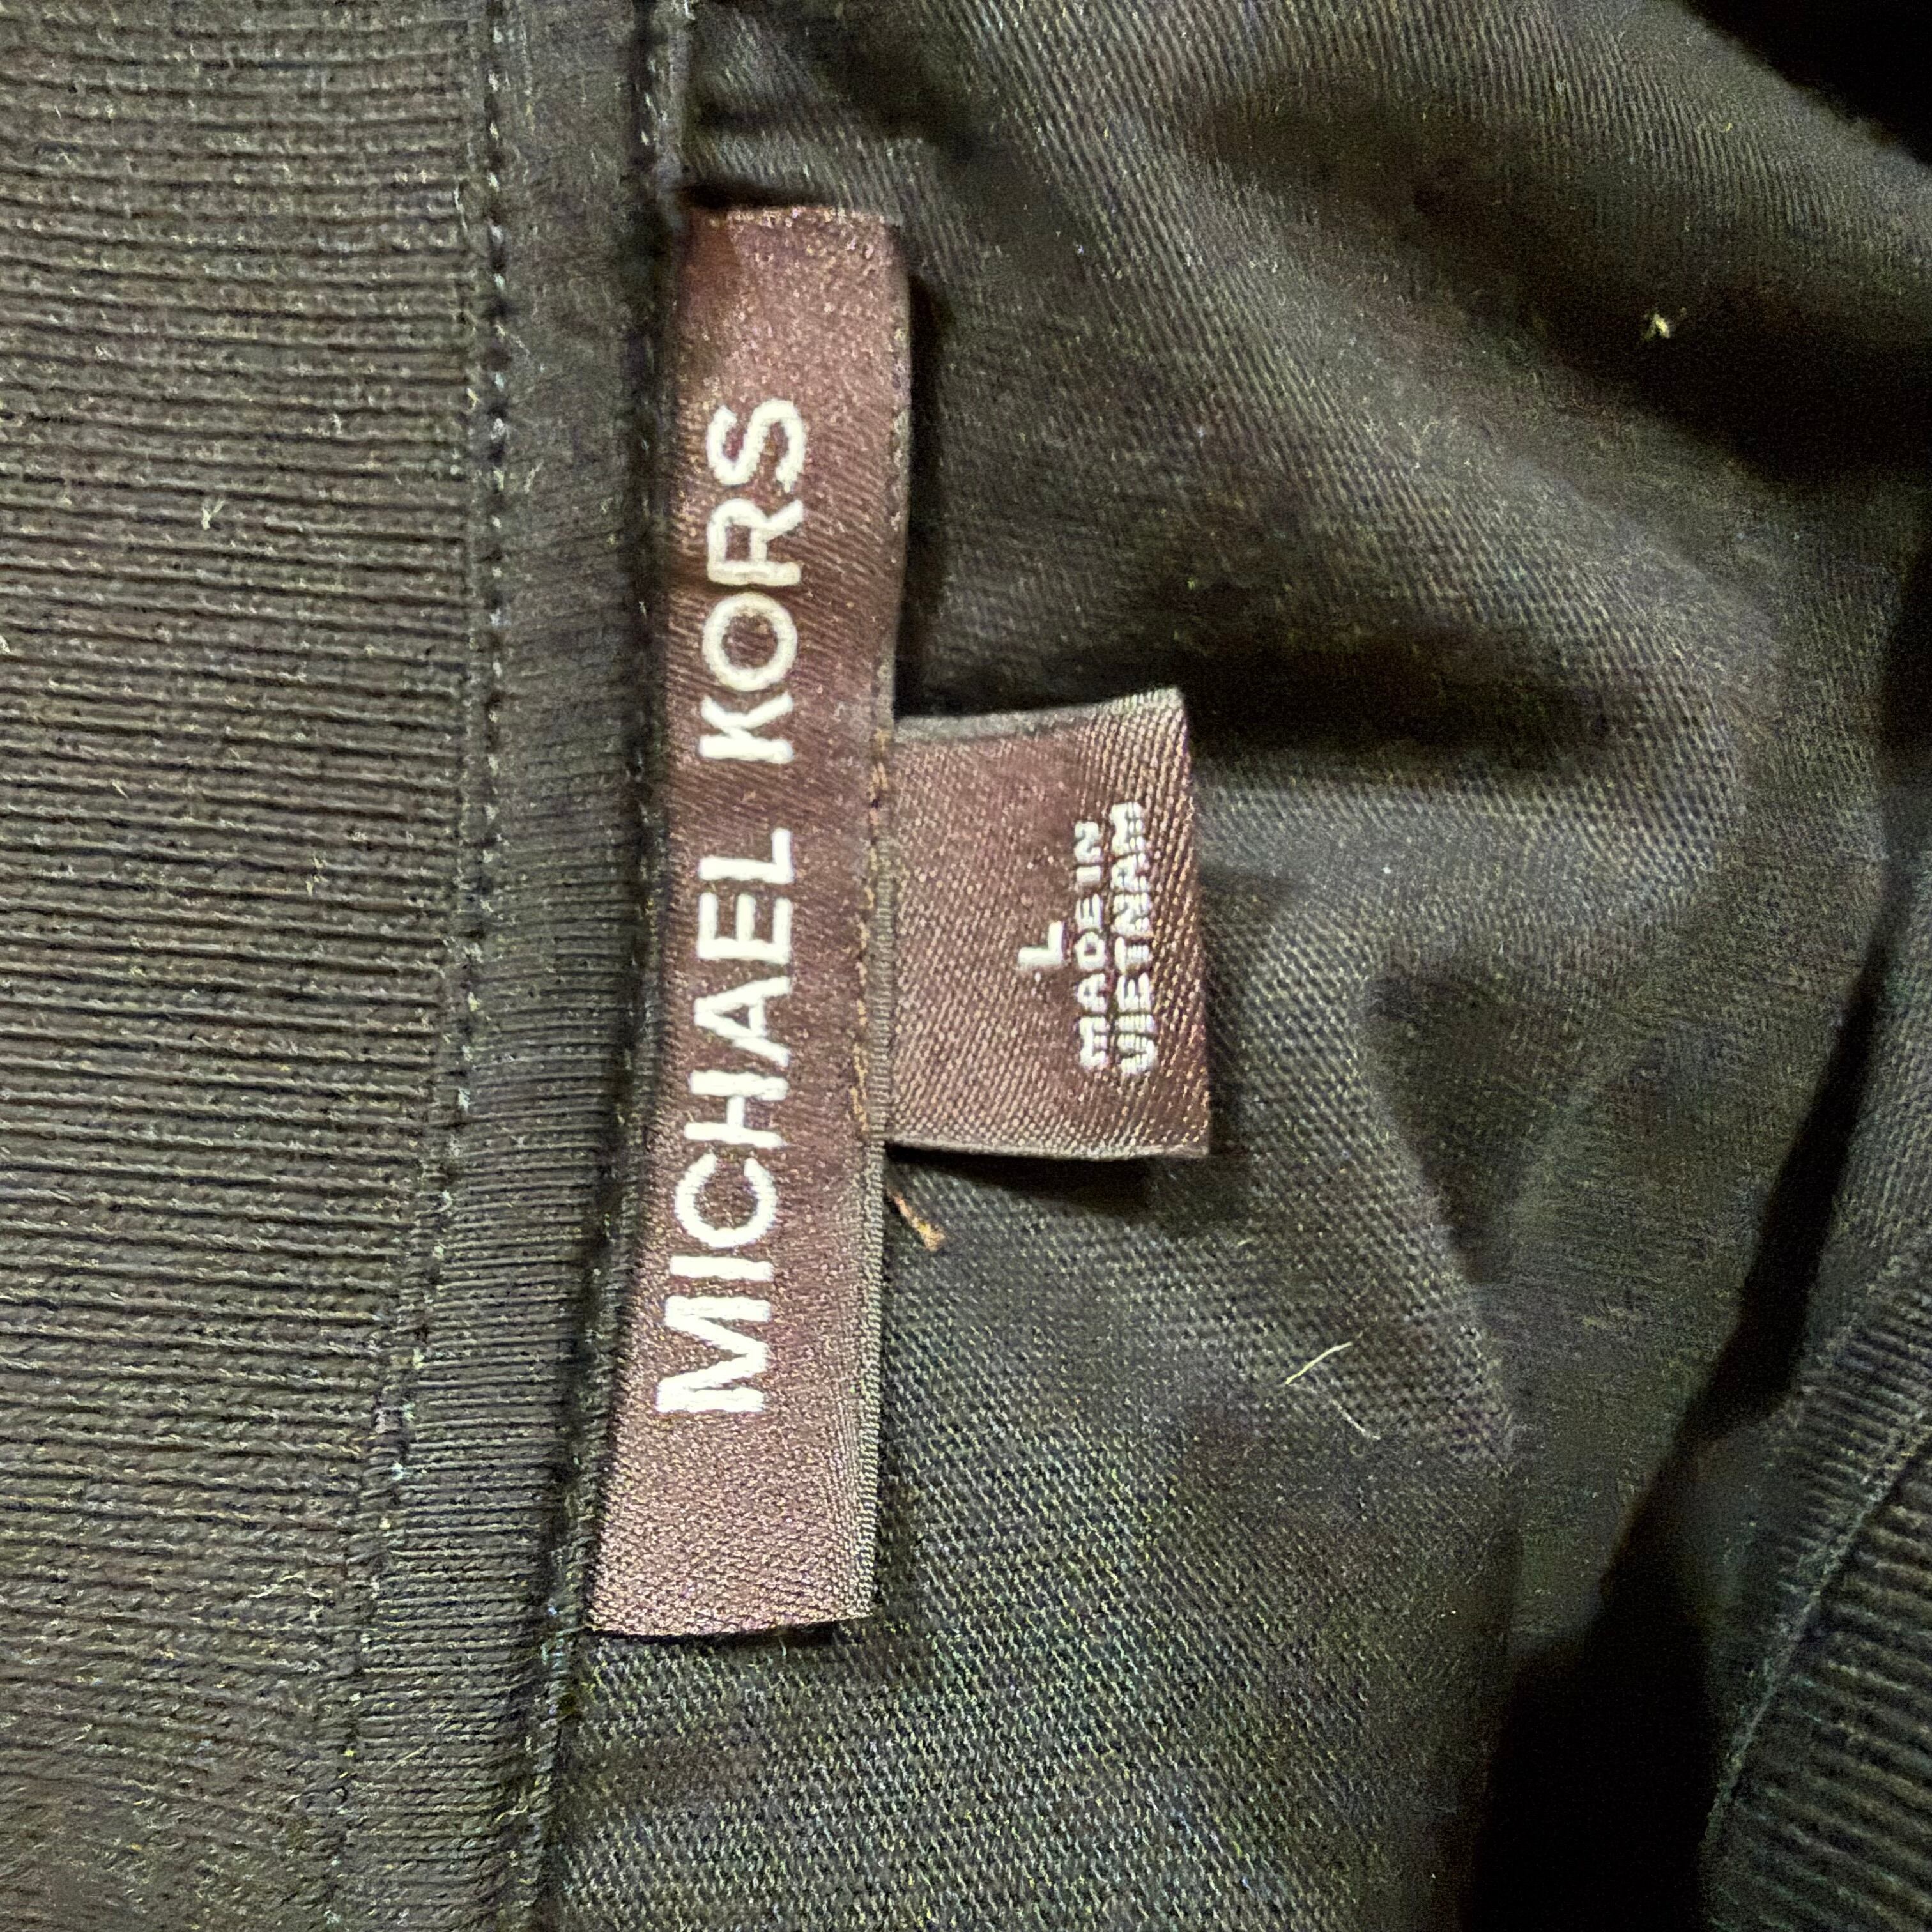 MICHAEL KORS
L
MADE IN
VIETNAM